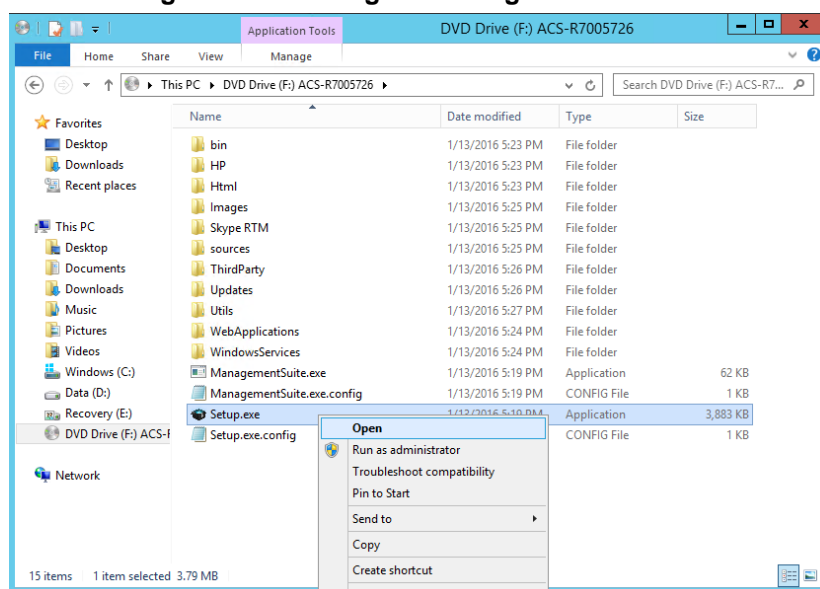 Application Tools
DVD Drive (F:) ACS-R7005726
File Home Share View Manage
This PC DVD Drive (F:) ACS-R7005726
Search DVD Drive (F:) ACS-R7...
Name Date modified Type Size
Favorites
Desktop
Downloads
Recent places
This PC
Desktop
Documents
Downloads
Music
Pictures
Videos
Windows (C:)
Data (D:)
Recovery (E:)
DVD Drive (F:) ACS-F
Network
bin 1/13/2016 5:23 PM File folder
HP 1/13/2016 5:23 PM File folder
Html 1/13/2016 5:23 PM File folder
Images 1/13/2016 5:25 PM File folder
Skype RTM 1/13/2016 5:25 PM File folder
sources 1/13/2016 5:25 PM File folder
ThirdParty 1/13/2016 5:26 PM File folder
Updates 1/13/2016 5:26 PM File folder
Utils 1/13/2016 5:27 PM File folder
WebApplications 1/13/2016 5:24 PM File folder
WindowsServices 1/13/2016 5:24 PM File folder
ManagementSuite.exe 1/13/2016 5:19 PM Application 62 KB
ManagementSuite.exe.config 1/13/2016 5:19 PM CONFIG File 1 KB
Setup.exe 1/13/2016 5:19 PM Application 3,883 KB
Setup.exe.config CONFIG File 1 KB
Open
Run as administrator
Troubleshoot compatibility
Pin to Start
Send to
Copy
Create shortcut
15 items 1 item selected 3.79 MB